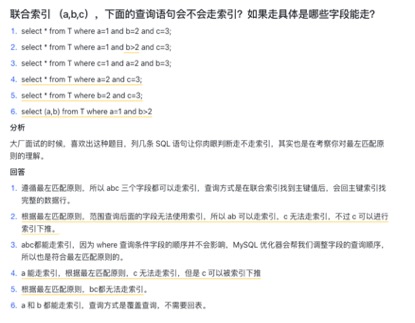 联合索引 （a,b,c），下面的查询语句会不会走索引？如果走具体是哪些字段能走？
1. select * from T where a=1 and b=2 and c=3;
2. select * from T where a=1 and b>2 and c=3;
3. select * from T where c=1 and a=2 and b=3;
4. select * from T where a=2 and c=3;
5. select * from T where b=2 and c=3;
6. select (a,b) from T where a=1 and b>2
分析
大厂面试的时候，喜欢出这种题目，列几条 SQL 语句让你肉眼判断走不走索引，其实也是在考察你对最左匹配原
则的理解。
回答
1. 遵循最左匹配原则，所以 abc 三个字段都可以走索引，查询方式是在联合索引找到主键值后，会回主键索引找
完整的数据行。
2. 根据最左匹配原则，范围查询后面的字段无法使用索引，所以 ab 可以走索引，c 无法走索引，不过 c 可以进行
索引下推。
3. abc都能走索引，因为 where 查询条件字段的顺序并不会影响，MySQL 优化器会帮我们调整字段的查询顺序，
所以也是符合最左匹配原则的。
4. a 能走索引，根据最左匹配原则，c 无法走索引，但是 c 可以被索引下推
5. 根据最左匹配原则，bc都无法走索引。
6. a 和 b 都能走索引，查询方式是覆盖查询，不需要回表。